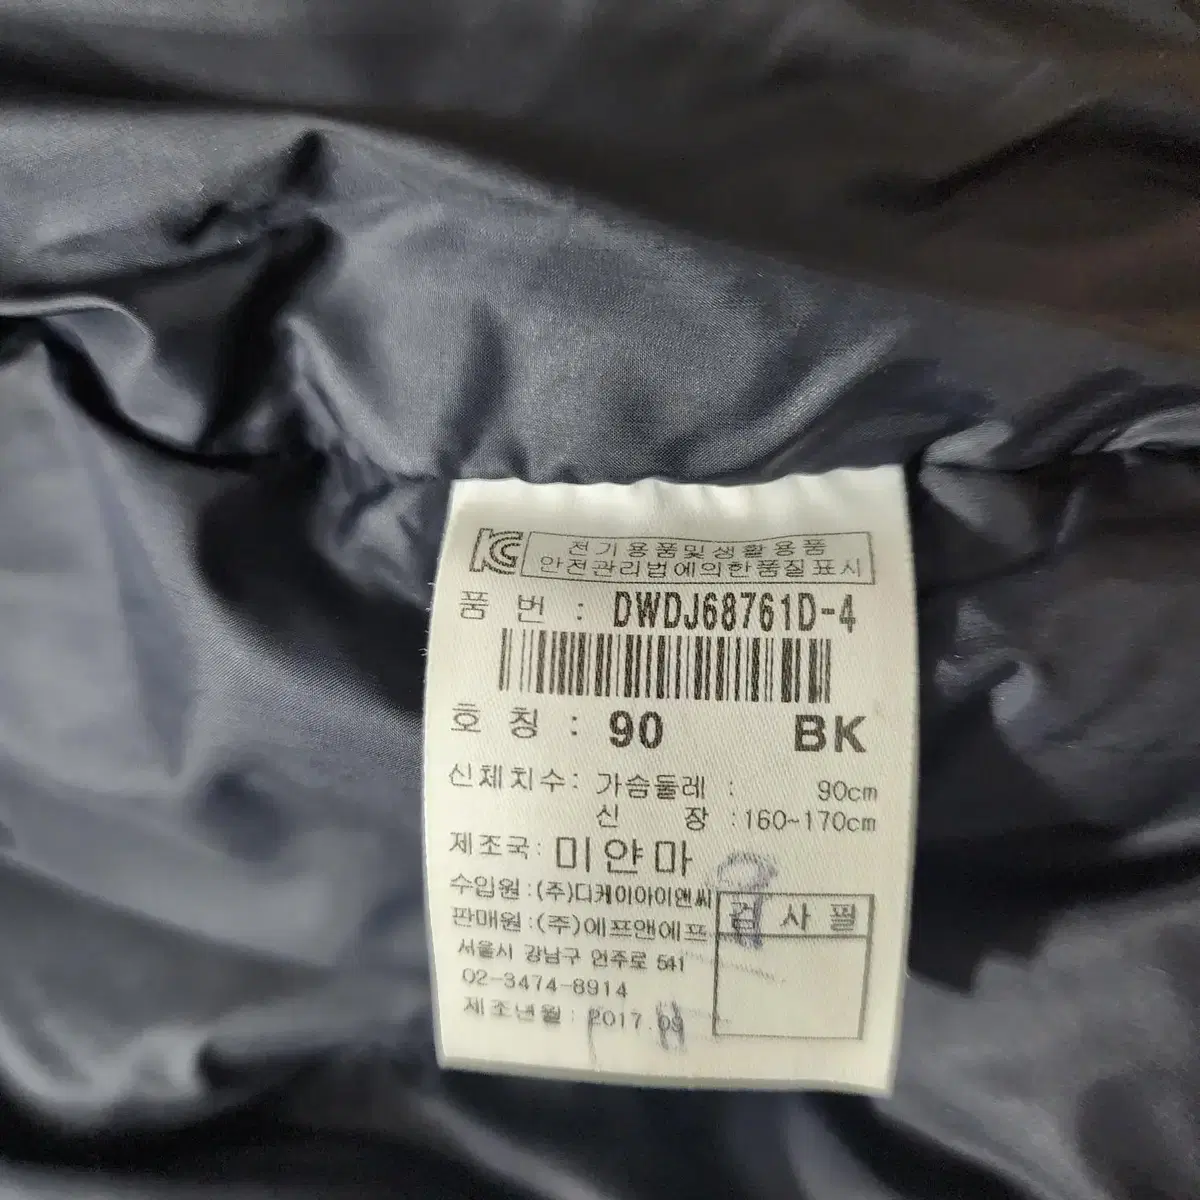 KC 전기용품및생활용품
안전관리법에의한품질표시
품 번 : DWDJ68761D-4
호 칭 : 90 BK
신체치수: 가슴둘레 : 90cm
신 장 :160~170cm
제조국: 미얀마
수입원:(주)디케이아이앤씨
판매원:(주)에프앤에프
검 사 필
서울시 강남구 언주로 541
02-3474-8914
제조년월 : 2017.09